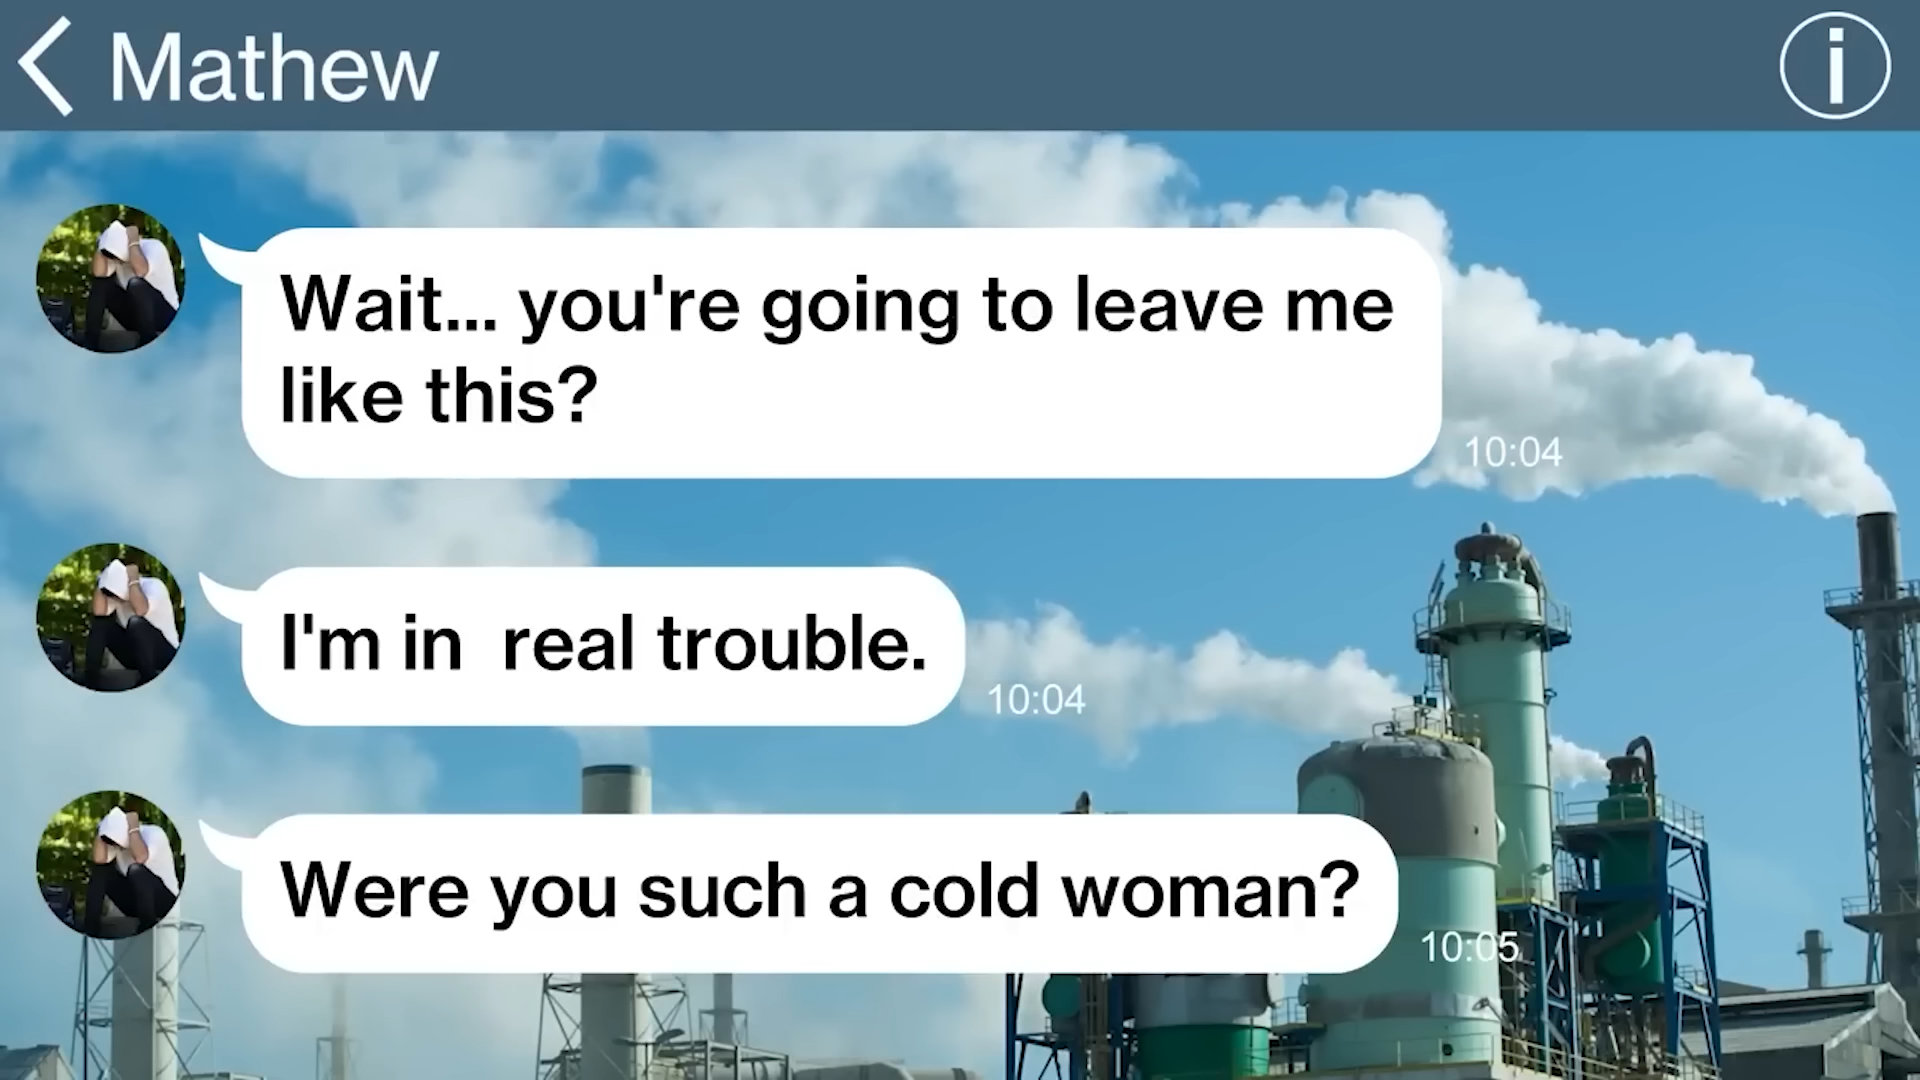 Mathew
Wait... you're going to leave me
like this?
10:04
I'm in  real trouble.
10:04
Were you such a cold woman?
10:05